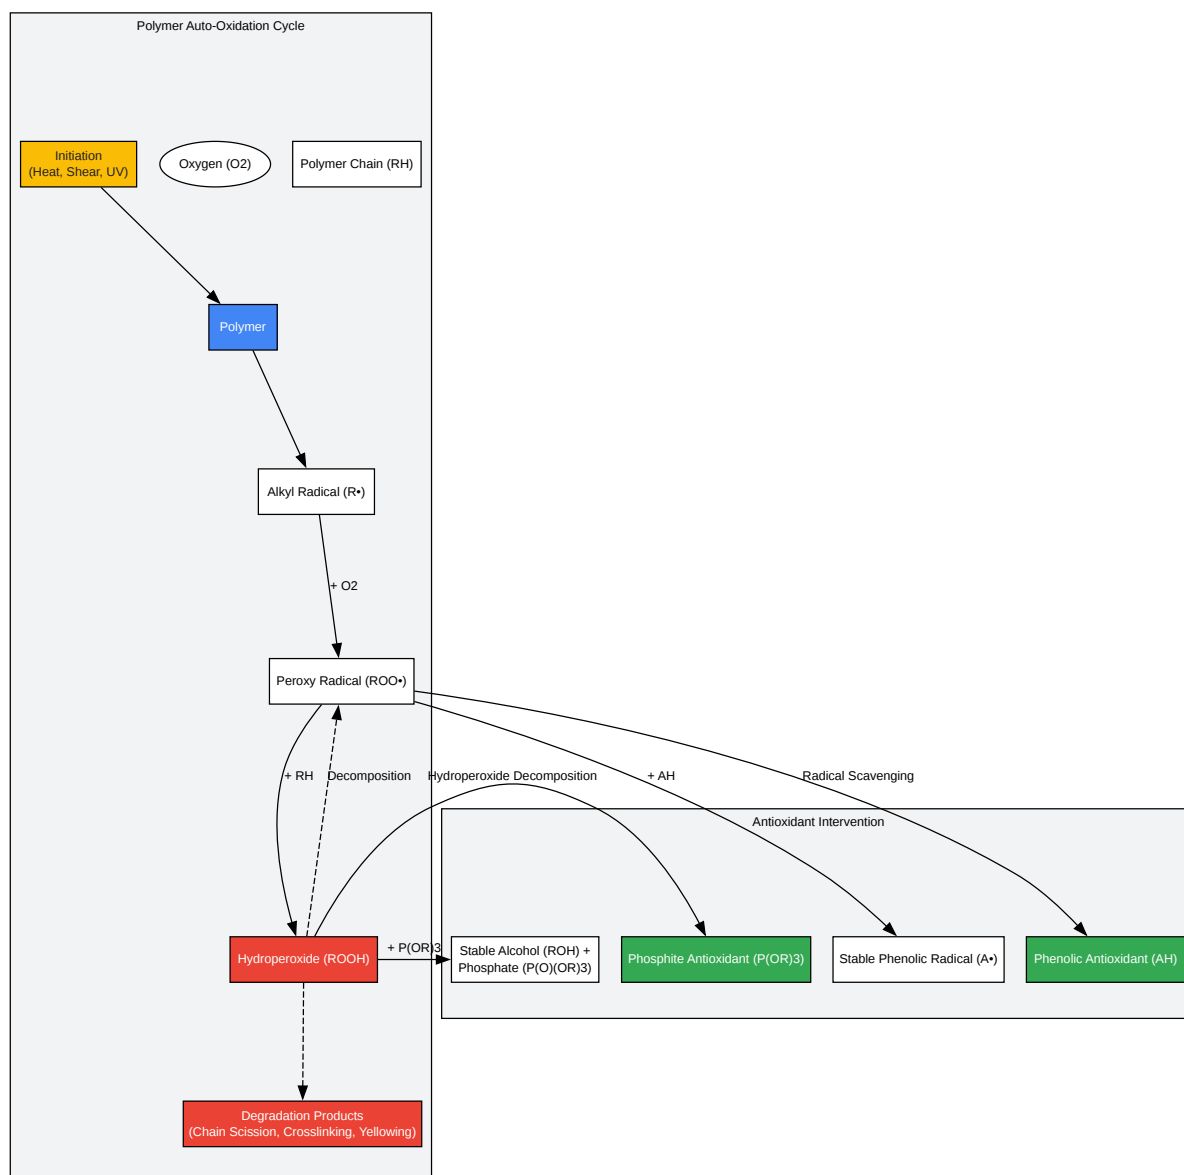 Polymer Auto-Oxidation Cycle
Initiation
(Heat, Shear, UV)
Oxygen (O2)
Polymer Chain (RH)
Polymer
Alkyl Radical (R•)
+ O2
Peroxy Radical (ROO•)
+ RH
Decomposition
Hydroperoxide Decomposition
+ AH
Radical Scavenging
Antioxidant Intervention
Hydroperoxide (ROOH)
+ P(OR)3
Stable Alcohol (ROH) +
Phosphate (P(O)(OR)3)
Phosphite Antioxidant (P(OR)3)
Stable Phenolic Radical (A•)
Phenolic Antioxidant (AH)
Degradation Products
(Chain Scission, Crosslinking, Yellowing)